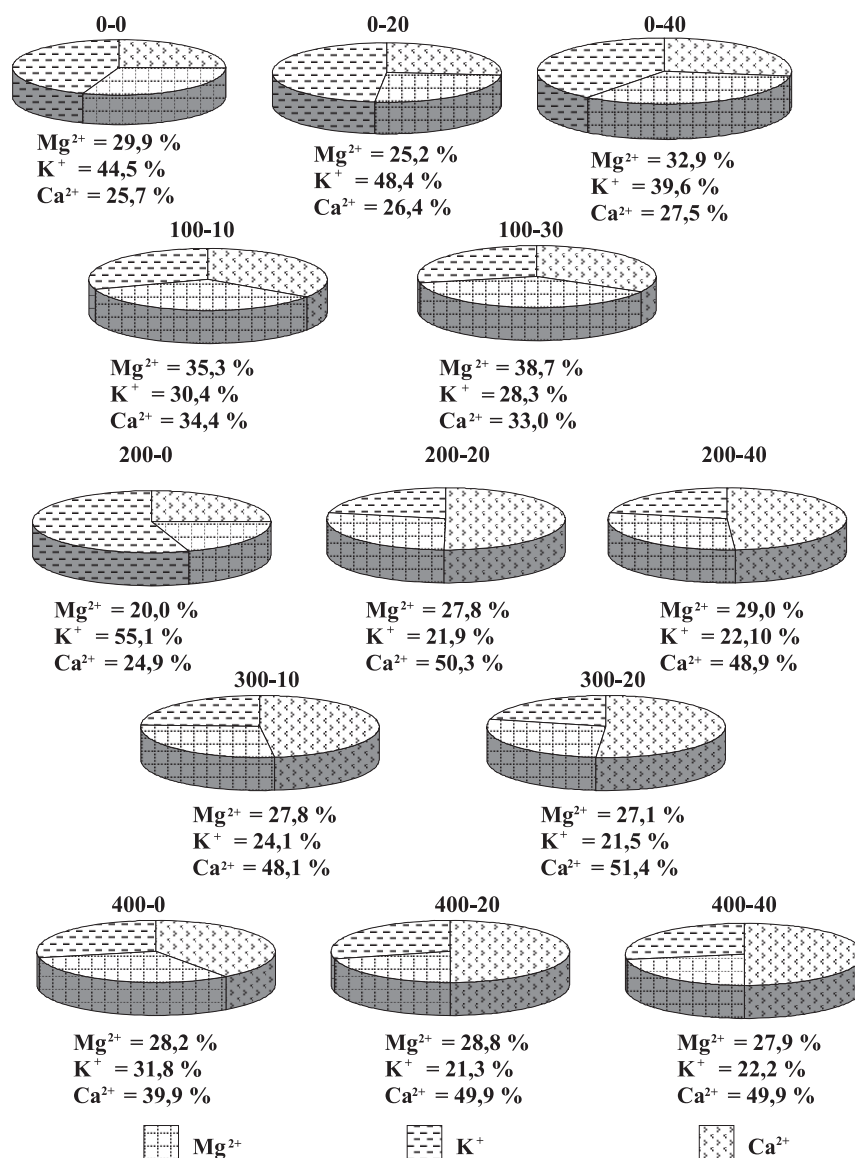 0-0 0-20 0-40
Mg²⁺ = 29,9 %
K⁺ = 44,5 %
Ca²⁺ = 25,7 %
Mg²⁺ = 25,2 %
K⁺ = 48,4 %
Ca²⁺ = 26,4 %
Mg²⁺ = 32,9 %
K⁺ = 39,6 %
Ca²⁺ = 27,5 %
100-10 100-30
Mg²⁺ = 35,3 %
K⁺ = 30,4 %
Ca²⁺ = 34,4 %
Mg²⁺ = 38,7 %
K⁺ = 28,3 %
Ca²⁺ = 33,0 %
200-0 200-20 200-40
Mg²⁺ = 20,0 %
K⁺ = 55,1 %
Ca²⁺ = 24,9 %
Mg²⁺ = 27,8 %
K⁺ = 21,9 %
Ca²⁺ = 50,3 %
Mg²⁺ = 29,0 %
K⁺ = 22,10 %
Ca²⁺ = 48,9 %
300-10 300-20
Mg²⁺ = 27,8 %
K⁺ = 24,1 %
Ca²⁺ = 48,1 %
Mg²⁺ = 27,1 %
K⁺ = 21,5 %
Ca²⁺ = 51,4 %
400-0 400-20 400-40
Mg²⁺ = 28,2 %
K⁺ = 31,8 %
Ca²⁺ = 39,9 %
Mg²⁺ = 28,8 %
K⁺ = 21,3 %
Ca²⁺ = 49,9 %
Mg²⁺ = 27,9 %
K⁺ = 22,2 %
Ca²⁺ = 49,9 %
Mg²⁺ K⁺ Ca²⁺